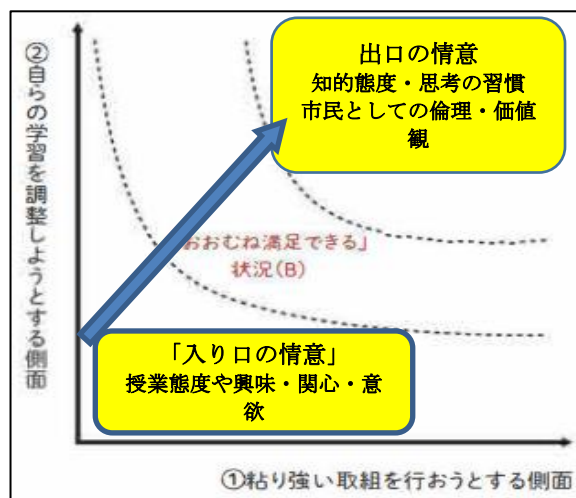 ②自らの学習を調整しようとする側面
出口の情意
知的態度・思考の習慣
市民としての倫理・価値
観
おおむね満足できる」
状況(B)
「入り口の情意」
授業態度や興味・関心・意
欲
①粘り強い取組を行おうとする側面